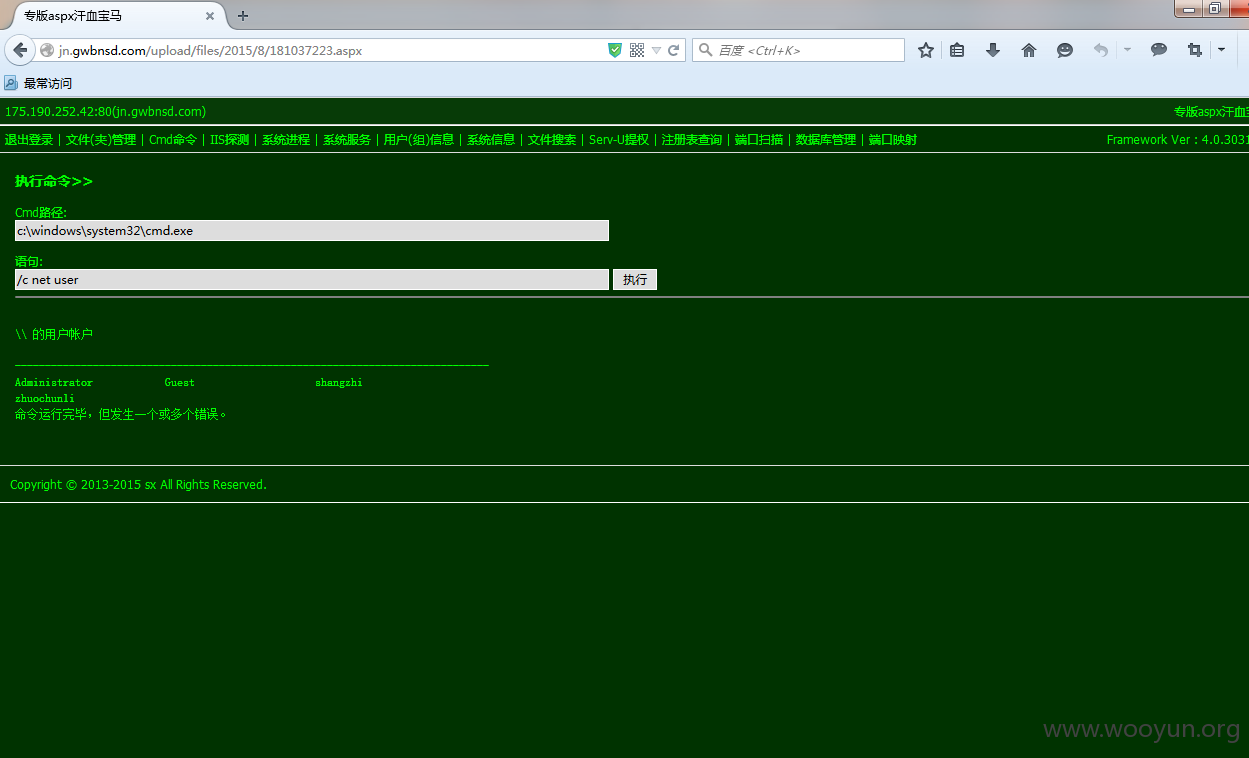 专版aspx汗血宝马
jn.gwbnsd.com/upload/files/2015/8/181037223.aspx
百度 <Ctrl+K>
最常访问
175.190.252.42:80(jn.gwbnsd.com) 专版aspx汗血宝
退出登录 | 文件(夹)管理 | Cmd命令 | IIS探测 | 系统进程 | 系统服务 | 用户(组)信息 | 系统信息 | 文件搜索 | Serv-U提权 | 注册表查询 | 端口扫描 | 数据库管理 | 端口映射 Framework Ver : 4.0.3031
执行命令>>
Cmd路径:
c:\windows\system32\cmd.exe
语句:
/c net user 执行
\\ 的用户帐户
-------------------------------------------------------------------------------
Administrator Guest shangzhi
zhuochunli
命令运行完毕，但发生一个或多个错误。
Copyright © 2013-2015 sx All Rights Reserved.
www.wooyun.org